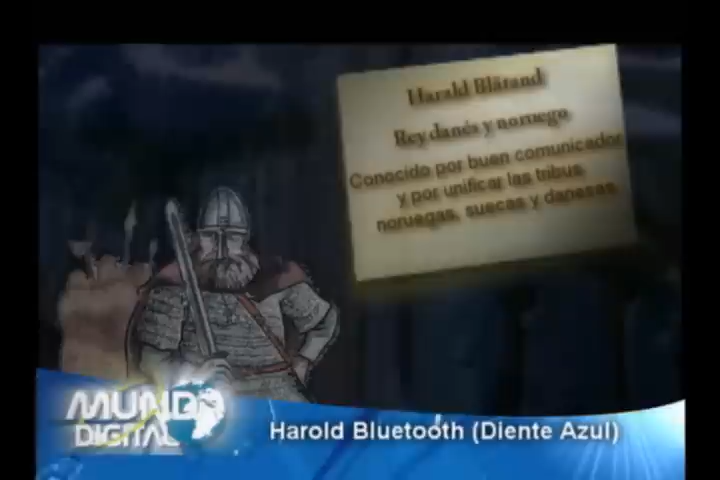 Harald Blåtand
Rey danés y noruego
Conocido por buen comunicador
y por unificar las tribus
noruegas, suecas y danesas.
MUNDO
DIGITAL
Harold Bluetooth (Diente Azul)